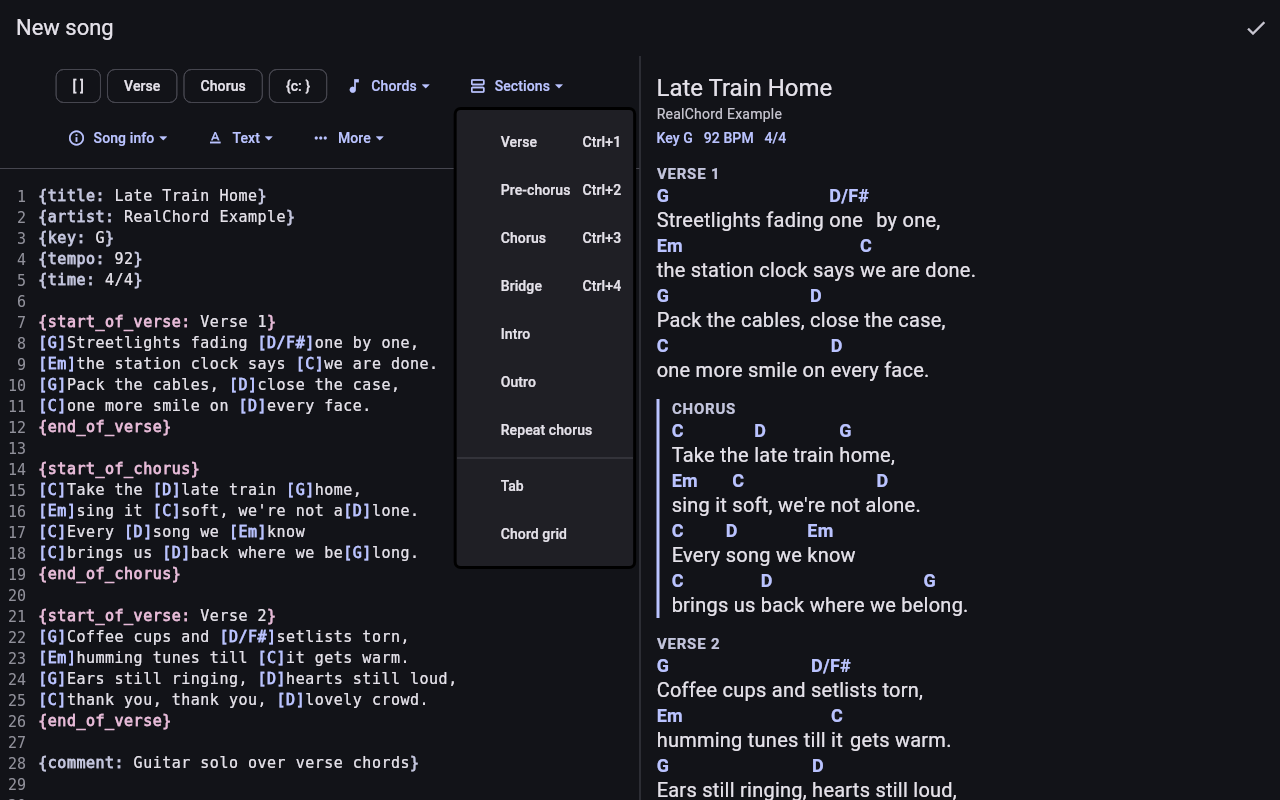 New song
[ ] Verse Chorus {c: } Chords Sections
Song info Text More
Verse Ctrl+1
Pre-chorus Ctrl+2
Chorus Ctrl+3
Bridge Ctrl+4
Intro
Outro
Repeat chorus
Tab
Chord grid
1 {title: Late Train Home}
2 {artist: RealChord Example}
3 {key: G}
4 {tempo: 92}
5 {time: 4/4}
6
7 {start_of_verse: Verse 1}
8 [G]Streetlights fading [D/F#]one by one,
9 [Em]the station clock says [C]we are done.
10 [G]Pack the cables, [D]close the case,
11 [C]one more smile on [D]every face.
12 {end_of_verse}
13
14 {start_of_chorus}
15 [C]Take the [D]late train [G]home,
16 [Em]sing it [C]soft, we're not a[D]lone.
17 [C]Every [D]song we [Em]know
18 [C]brings us [D]back where we be[G]long.
19 {end_of_chorus}
20
21 {start_of_verse: Verse 2}
22 [G]Coffee cups and [D/F#]setlists torn,
23 [Em]humming tunes till [C]it gets warm.
24 [G]Ears still ringing, [D]hearts still loud,
25 [C]thank you, thank you, [D]lovely crowd.
26 {end_of_verse}
27
28 {comment: Guitar solo over verse chords}
29
Late Train Home
RealChord Example
Key G 92 BPM 4/4
VERSE 1
G D/F#
Streetlights fading one by one,
Em C
the station clock says we are done.
G D
Pack the cables, close the case,
C D
one more smile on every face.
CHORUS
C D G
Take the late train home,
Em C D
sing it soft, we're not alone.
C D Em
Every song we know
C D G
brings us back where we belong.
VERSE 2
G D/F#
Coffee cups and setlists torn,
Em C
humming tunes till it gets warm.
G D
Ears still ringing, hearts still loud,